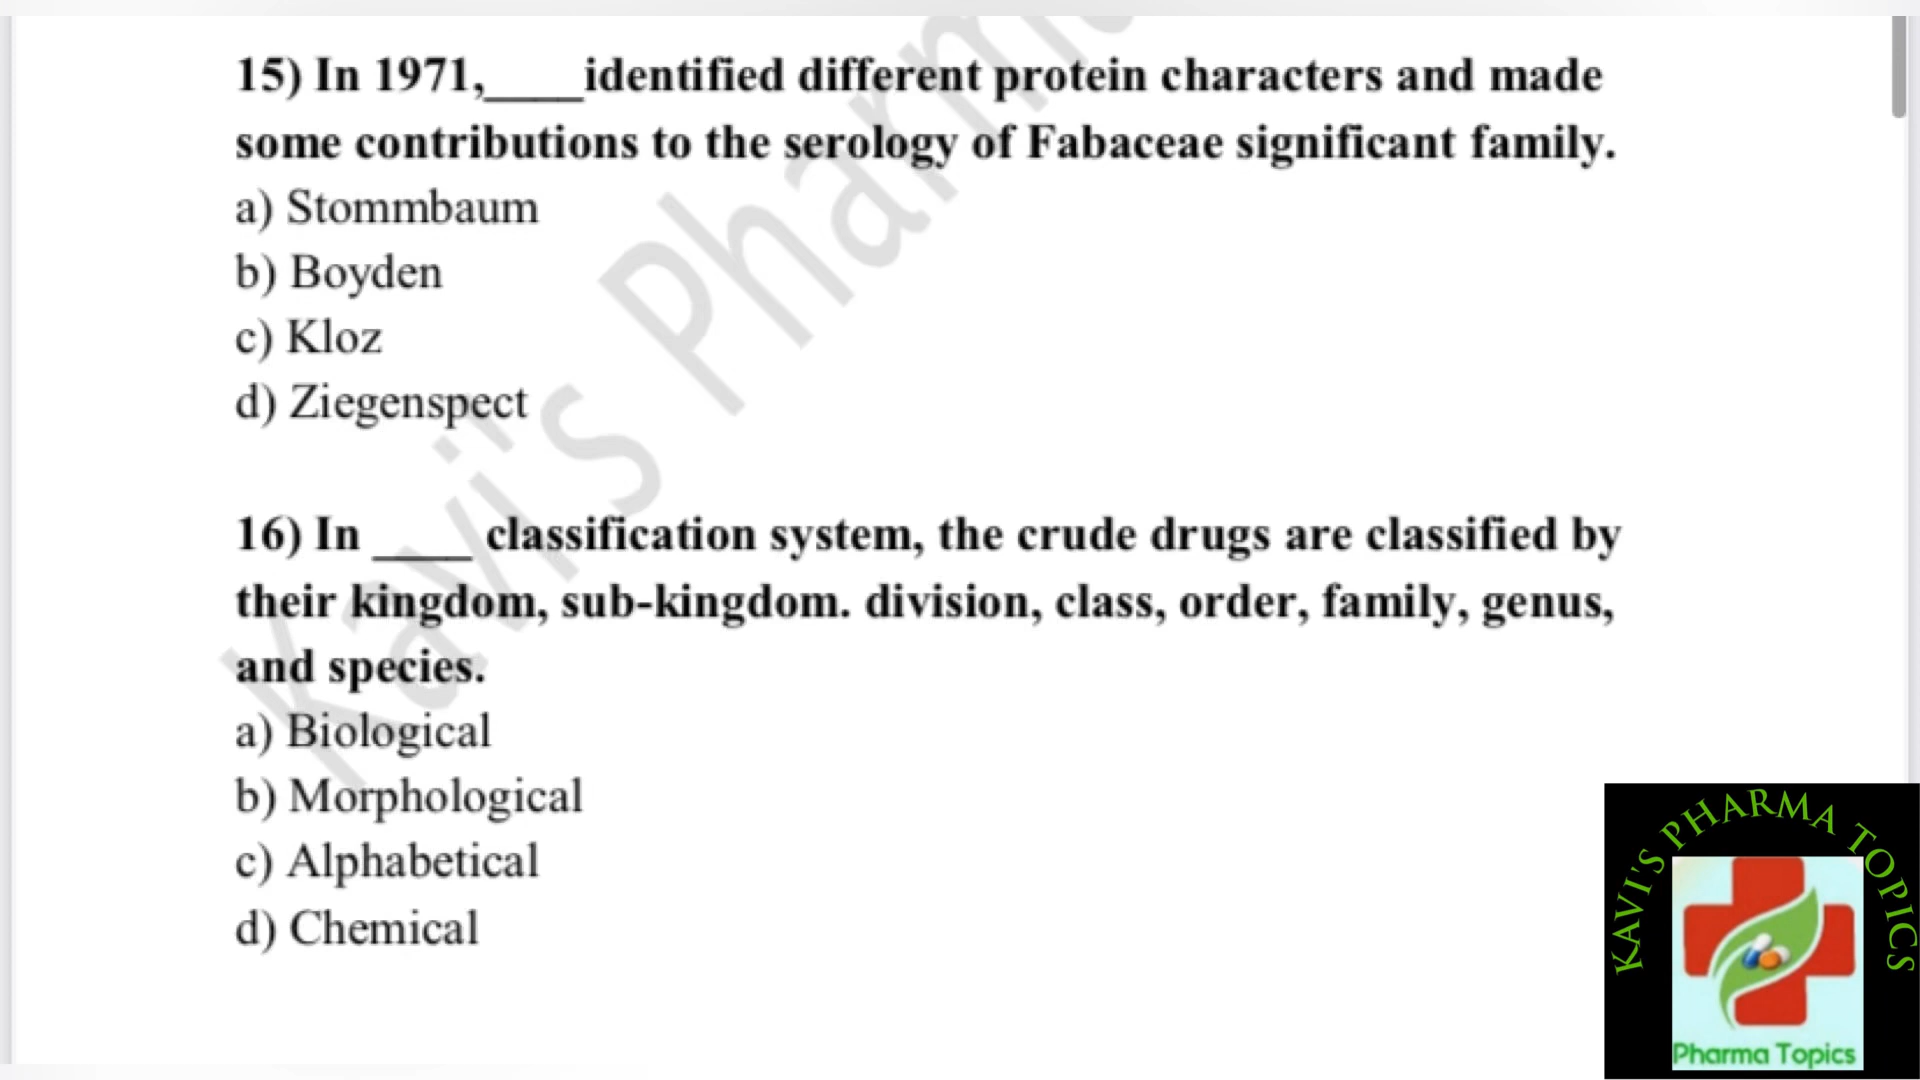 15) In 1971,____identified different protein characters and made
some contributions to the serology of Fabaceae significant family.
a) Stommbaum
b) Boyden
c) Kloz
d) Ziegenspect
16) In ____ classification system, the crude drugs are classified by
their kingdom, sub-kingdom. division, class, order, family, genus,
and species.
a) Biological
b) Morphological
c) Alphabetical
d) Chemical
Kavi's Pharma
KAVI'S PHARMA TOPICS
Pharma Topics